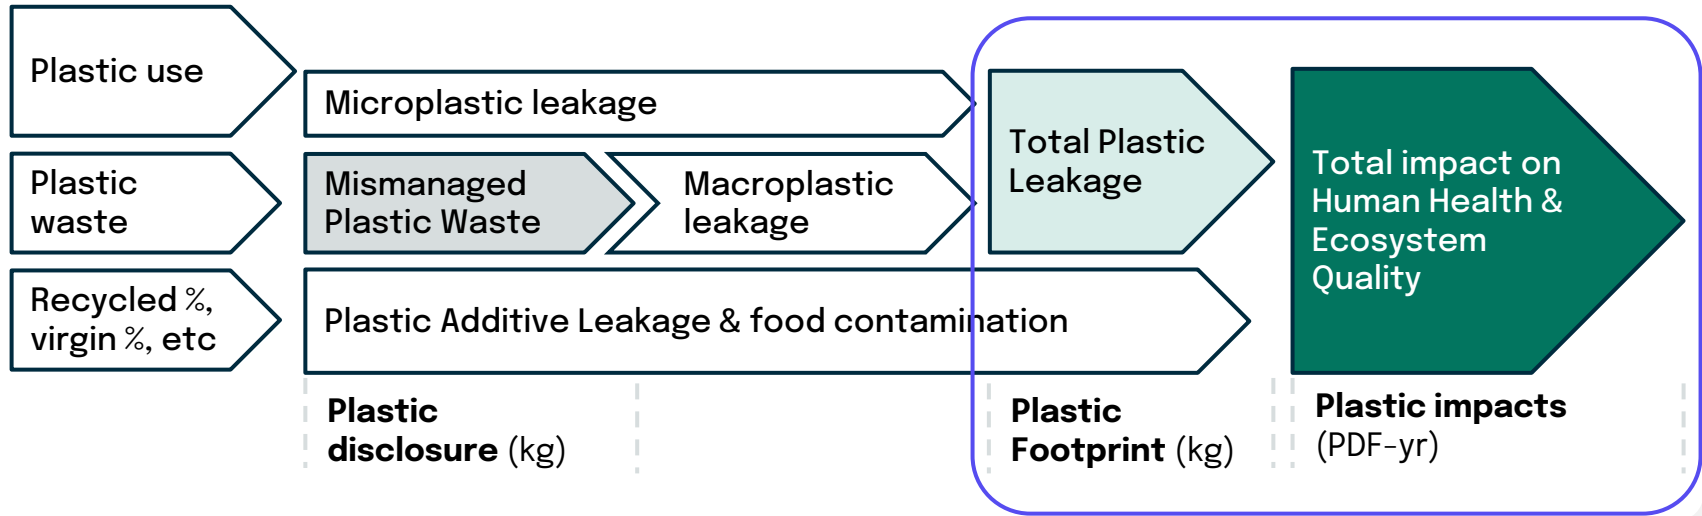 Plastic use
Microplastic leakage
Plastic
waste
Mismanaged
Plastic Waste
Macroplastic
leakage
Recycled %,
virgin %, etc
Plastic Additive Leakage & food contamination
Total Plastic
Leakage
Total impact on
Human Health &
Ecosystem
Quality
Plastic
disclosure (kg)
Plastic
Footprint (kg)
Plastic impacts
(PDF-yr)